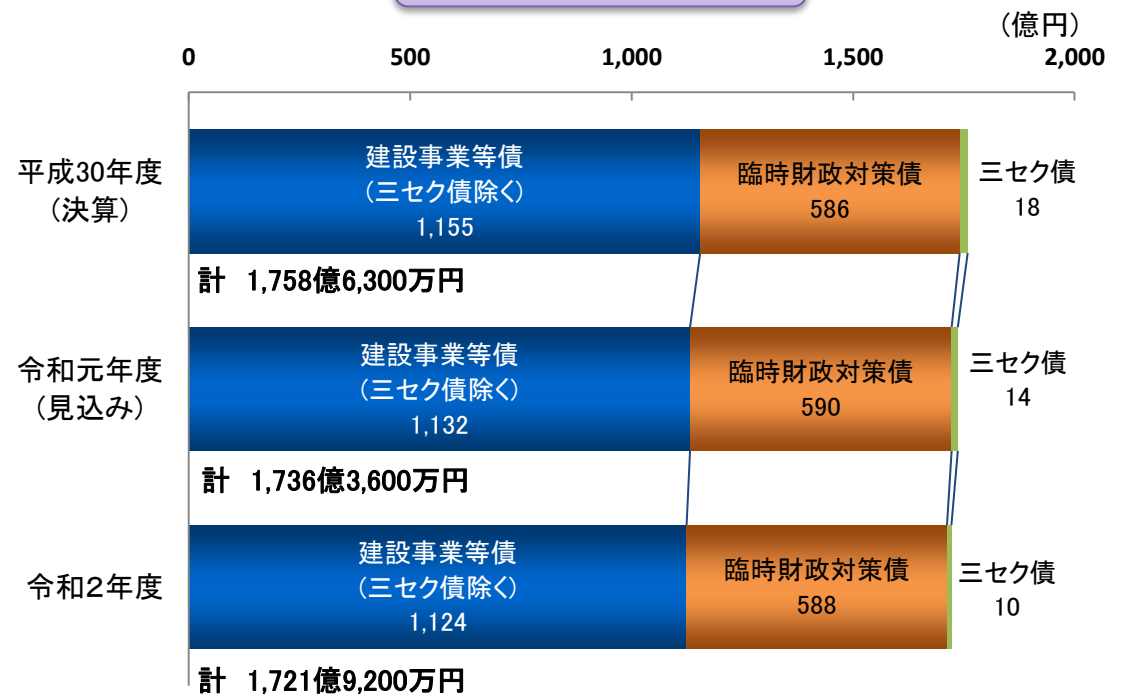 (億円)
0
500
1,000
1,500
2,000
平成30年度
(決算)
建設事業等債
(三セク債除く)
1,155
臨時財政対策債
586
三セク債
18
計 1,758億6,300万円
令和元年度
(見込み)
建設事業等債
(三セク債除く)
1,132
臨時財政対策債
590
三セク債
14
計 1,736億3,600万円
令和2年度
建設事業等債
(三セク債除く)
1,124
臨時財政対策債
588
三セク債
10
計 1,721億9,200万円